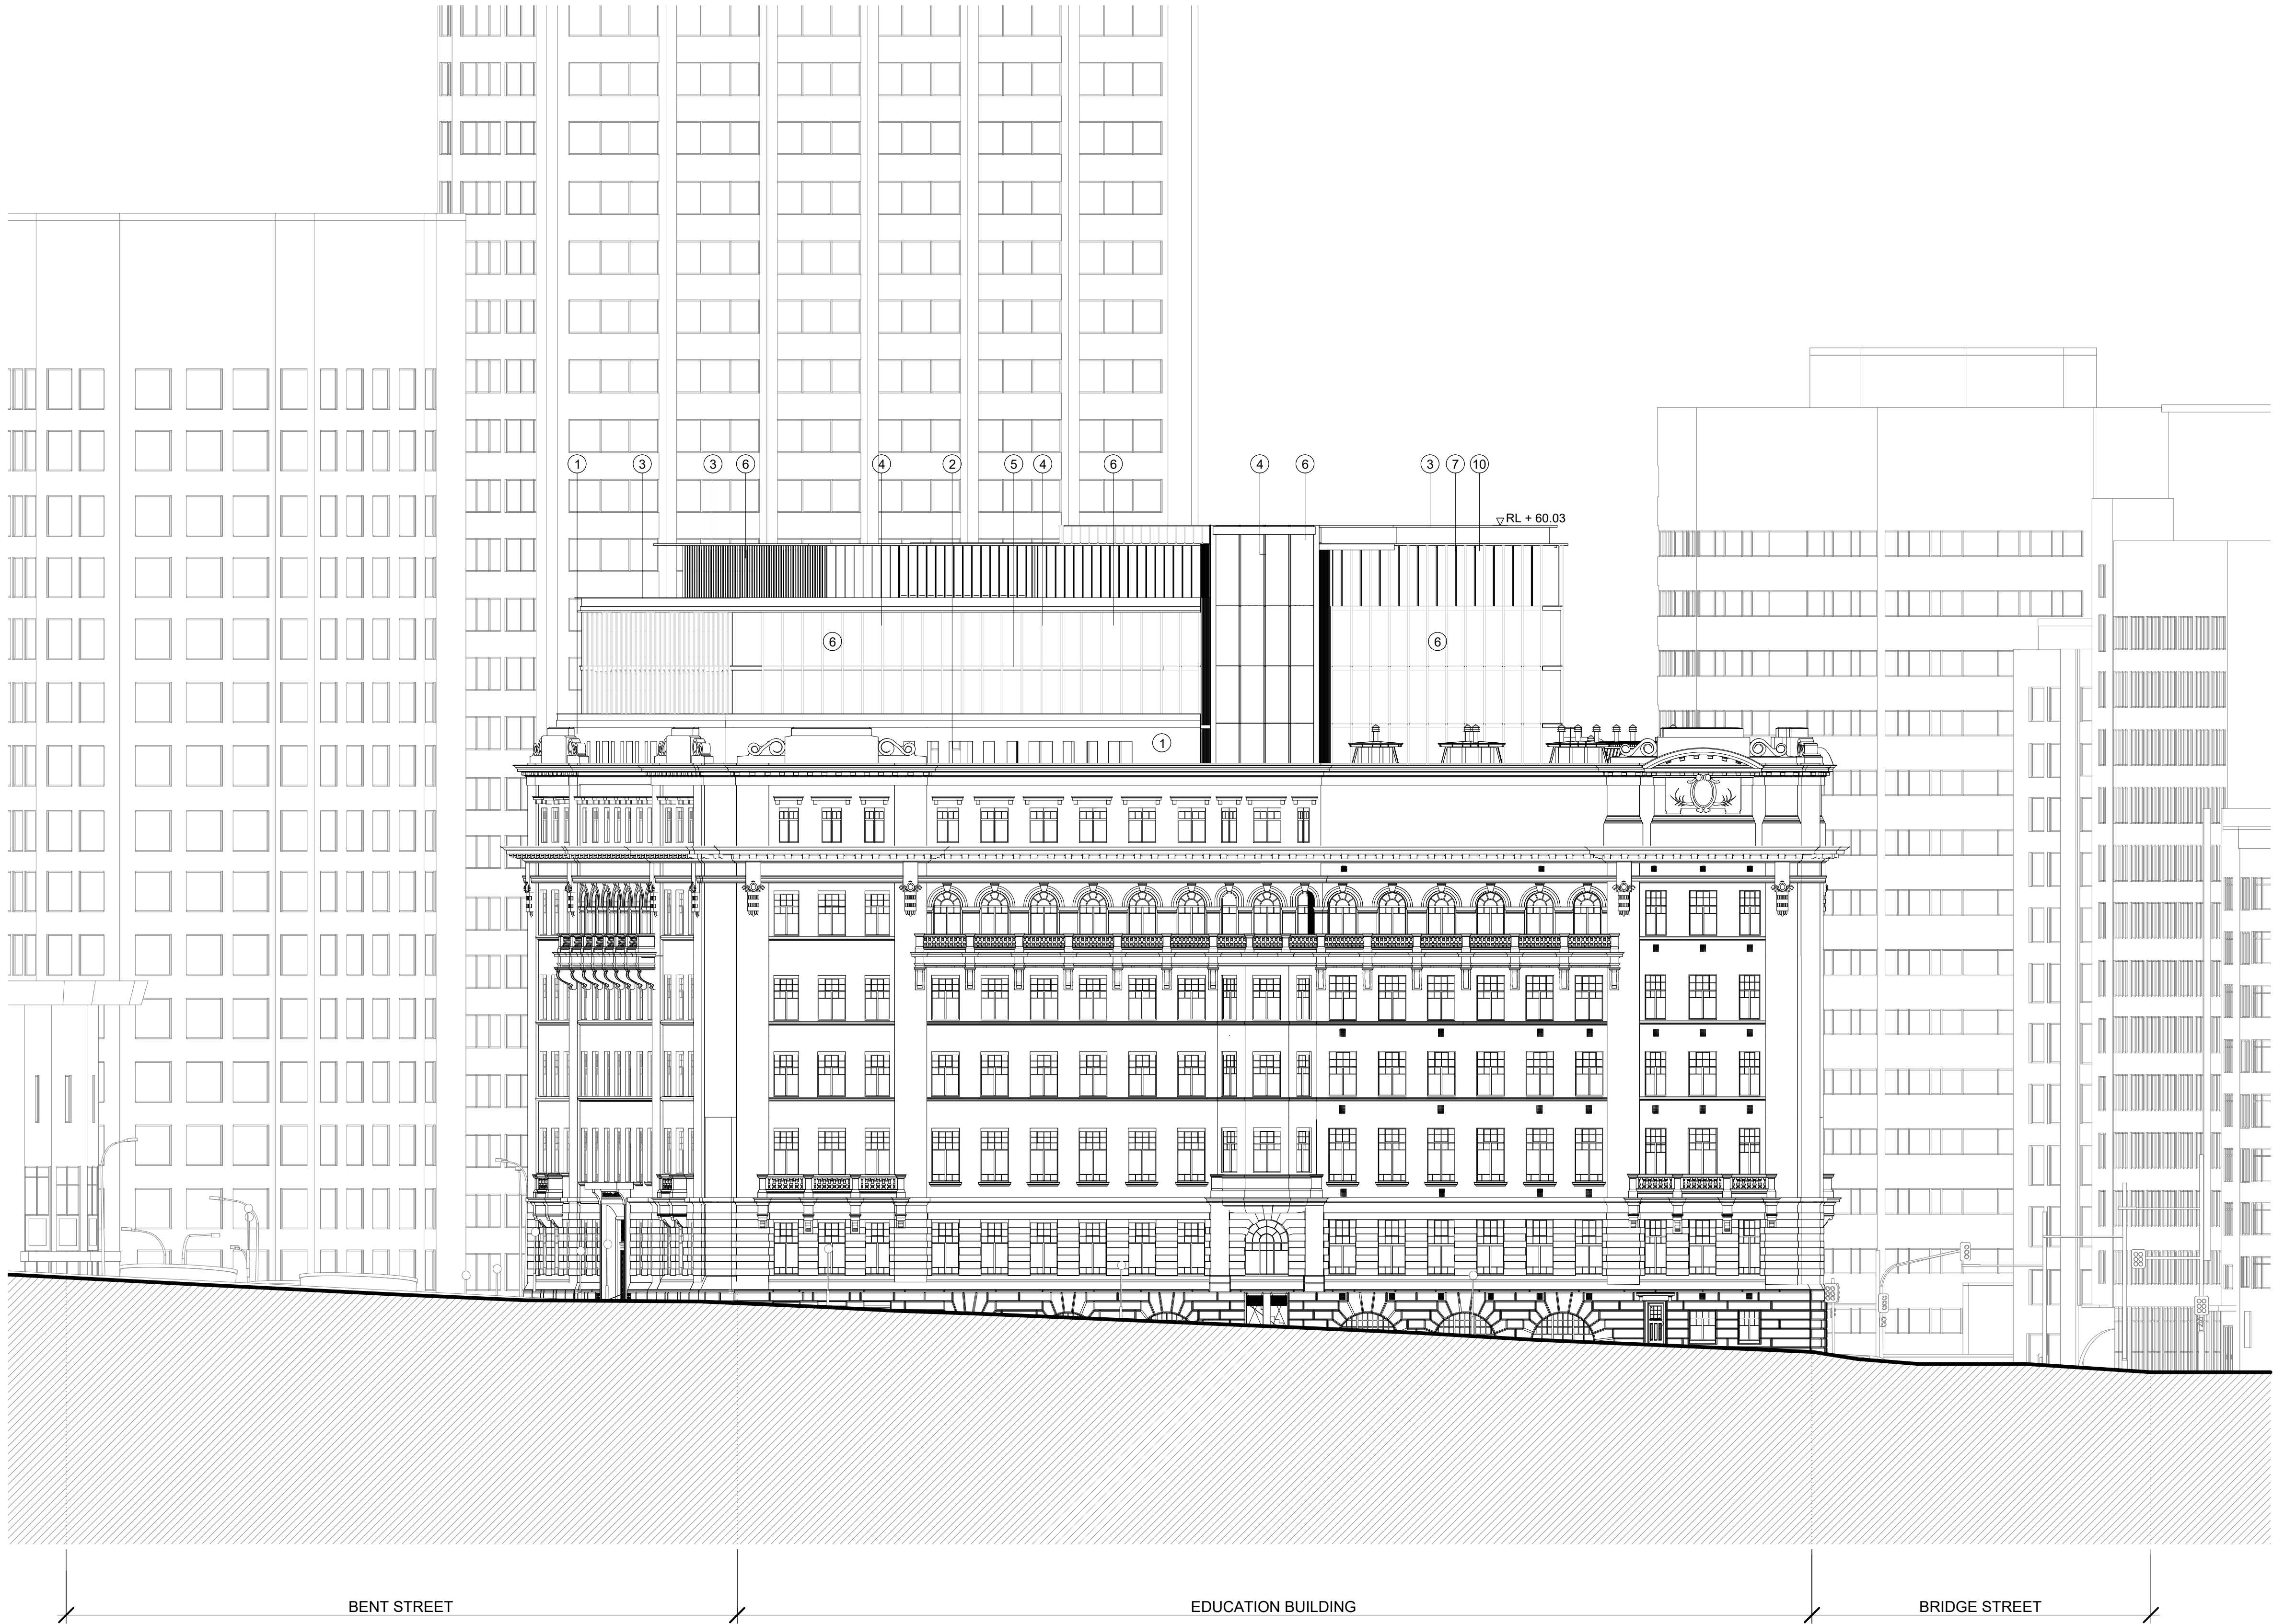 1 3 3 6 4 2 5 4 6 4 6 3 7 10
RL + 60.03
6 6
1
BENT STREET EDUCATION BUILDING BRIDGE STREET